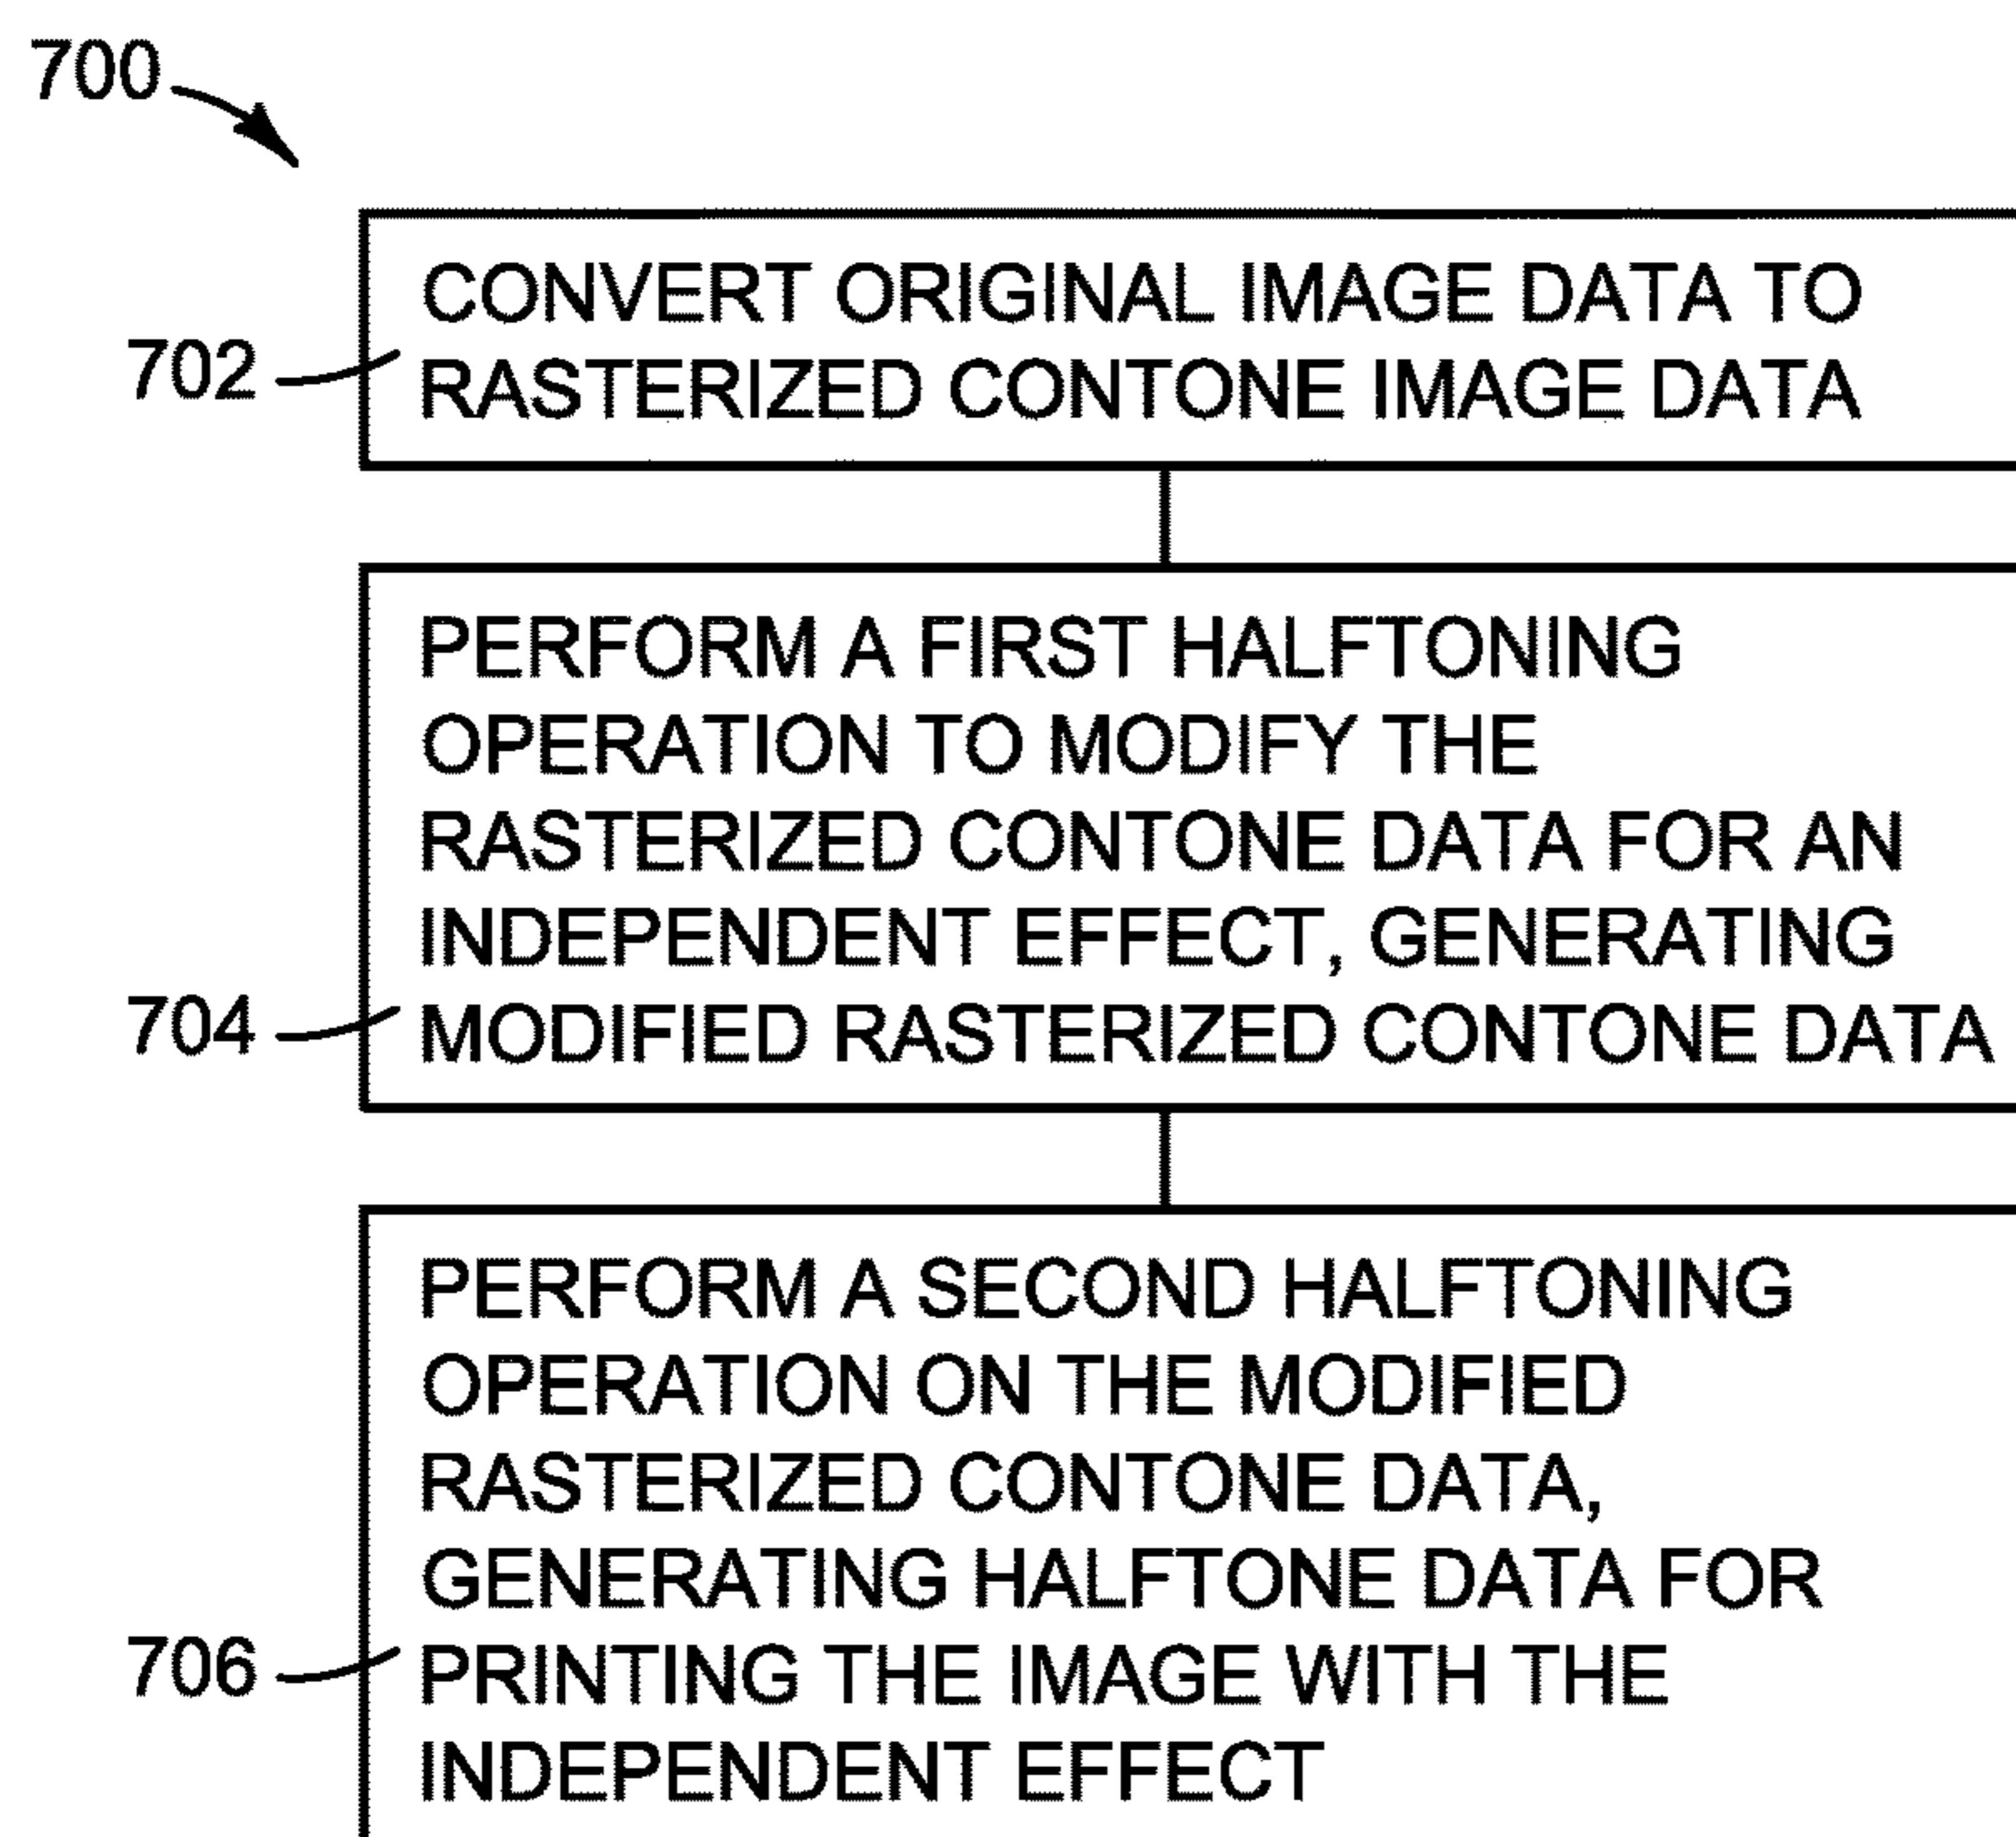 700
CONVERT ORIGINAL IMAGE DATA TO
702 RASTERIZED CONTONE IMAGE DATA
PERFORM A FIRST HALFTONING
OPERATION TO MODIFY THE
RASTERIZED CONTONE DATA FOR AN
INDEPENDENT EFFECT, GENERATING
704 MODIFIED RASTERIZED CONTONE DATA
PERFORM A SECOND HALFTONING
OPERATION ON THE MODIFIED
RASTERIZED CONTONE DATA,
GENERATING HALFTONE DATA FOR
706 PRINTING THE IMAGE WITH THE
INDEPENDENT EFFECT